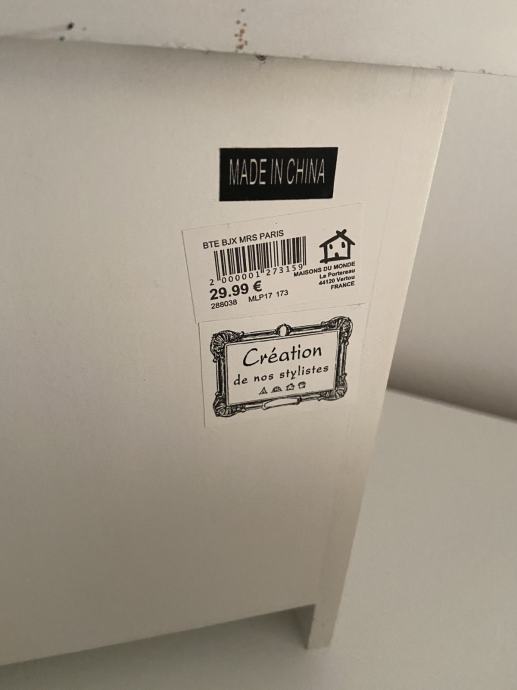 MADE IN CHINA
BTE BJX MRS PARIS
2 000001 273159
MAISONS DU MONDE
Le Portereau
44120 Vertou
FRANCE
29.99 €
288038 MLP17 173
Création
de nos stylistes